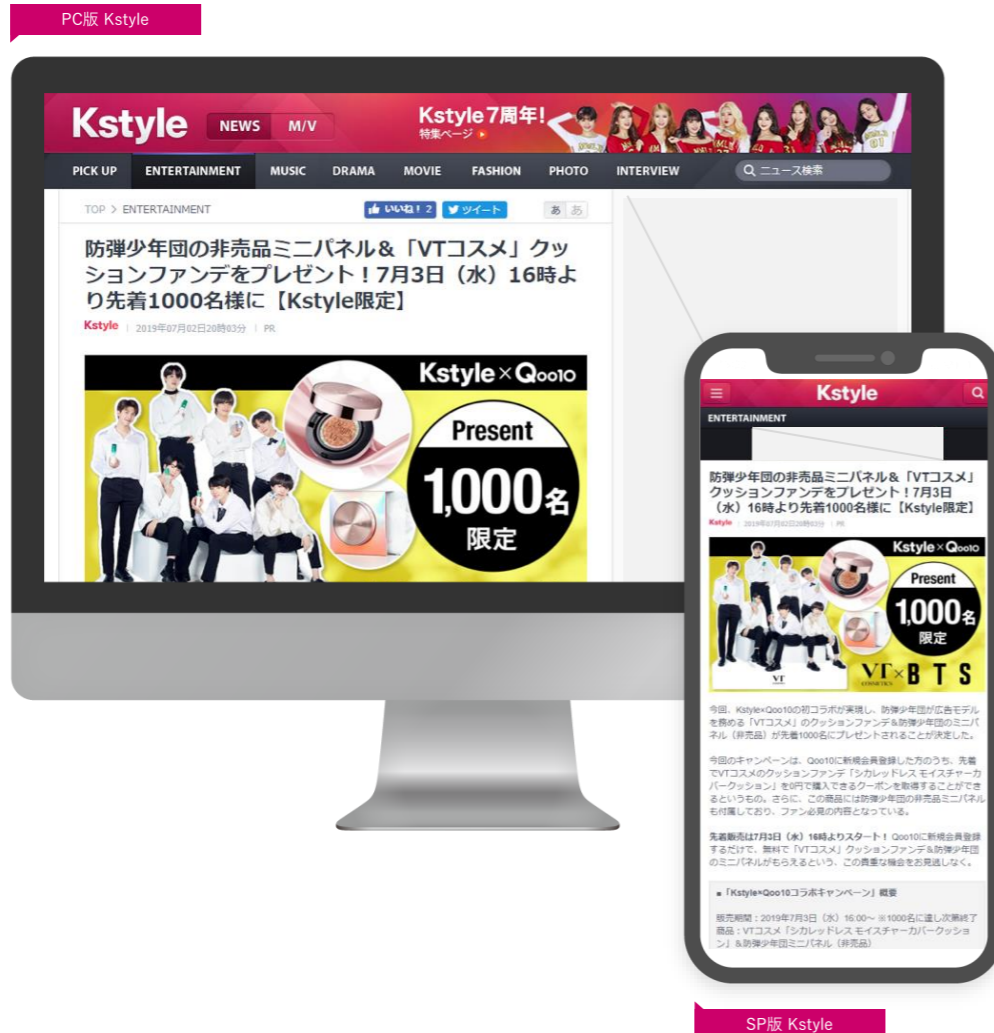 PC版 Kstyle
Kstyle NEWS M/V
Kstyle7周年!
特集ページ
PICK UP ENTERTAINMENT MUSIC DRAMA MOVIE FASHION PHOTO INTERVIEW ニュース検索
TOP > ENTERTAINMENT いいね! 2 ツイート あ あ
防弾少年団の非売品ミニパネル&「VTコスメ」クッ
ションファンデをプレゼント!7月3日(水)16時よ
り先着1000名様に【Kstyle限定】
Kstyle | 2019年07月02日20時03分 | PR
Kstyle×Qoo10
Present
1,000名
限定
Kstyle
ENTERTAINMENT
防弾少年団の非売品ミニパネル&「VTコスメ」
クッションファンデをプレゼント!7月3日
(水)16時より先着1000名様に【Kstyle限定】
Kstyle | 2019年07月02日20時03分 | PR
Kstyle×Qoo10
Present
1,000名
限定
VT
VT×BTS
COSMETICS
今回、Kstyle×Qoo10の初コラボが実現し、防弾少年団が広告モデル
を務める「VTコスメ」のクッションファンデ&防弾少年団のミニパ
ネル(非売品)が先着1000名にプレゼントされることが決定した。
今回のキャンペーンは、Qoo10に新規会員登録した方のうち、先着
でVTコスメのクッションファンデ「シカレッドレス モイスチャーカ
バークッション」を0円で購入できるクーポンを取得することができ
るというもの。さらに、この商品には防弾少年団の非売品ミニパネル
も付属しており、ファン必見の内容となっている。
先着販売は7月3日(水)16時よりスタート!Qoo10に新規会員登録
するだけで、無料で「VTコスメ」クッションファンデ&防弾少年団
のミニパネルがもらえるという、この貴重な機会をお見逃しなく。
■「Kstyle×Qoo10コラボキャンペーン」概要
販売期間:2019年7月3日(水)16:00~ ※1000名に達し次第終了
商品:VTコスメ「シカレッドレス モイスチャーカバークッショ
ン」&防弾少年団ミニパネル(非売品)
SP版 Kstyle